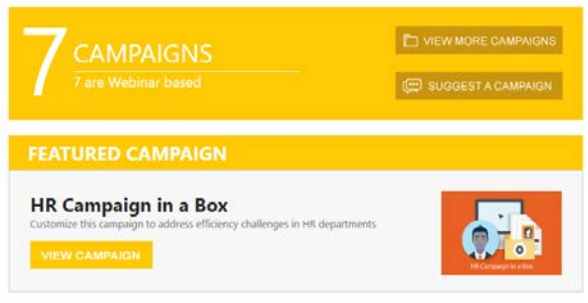 7 CAMPAIGNS
7 are Webinar based
VIEW MORE CAMPAIGNS
SUGGEST A CAMPAIGN
FEATURED CAMPAIGN
HR Campaign in a Box
Customize this campaign to address efficiency challenges in HR departments
VIEW CAMPAIGN
HR Campaign in a Box